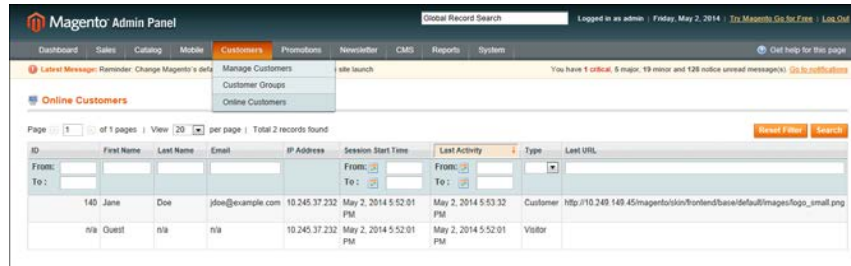 Magento Admin Panel
Global Record Search
Logged in as admin | Friday, May 2, 2014 | Try Magento Go for Free | Log Out
Dashboard Sales Catalog Mobile Customers Promotions Newsletter CMS Reports System
Get help for this page
Latest Message: Reminder: Change Magento's defa
site launch
You have 1 critical, 5 major, 19 minor and 126 notice unread message(s). Go to notifications
Manage Customers
Customer Groups
Online Customers
Online Customers
Page 1 of 1 pages | View 20 per page | Total 2 records found
Reset Filter Search
ID First Name Last Name Email IP Address Session Start Time Last Activity Type Last URL
From: From: From:
To : To : To :
140 Jane Doe jdoe@example.com 10.245.37.232 May 2, 2014 5:52:01 May 2, 2014 5:53:32 Customer http://10.249.149.45/magento/skin/frontend/base/default/images/logo_small.png
PM PM
n/a Guest n/a n/a 10.245.37.232 May 2, 2014 5:52:01 May 2, 2014 5:52:01 Visitor
PM PM